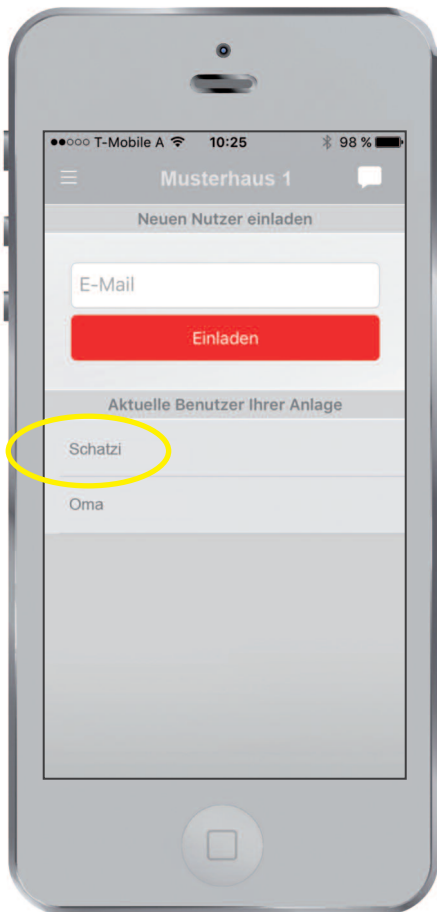 T-Mobile A 10:25 98 %
Musterhaus 1
Neuen Nutzer einladen
E-Mail
Einladen
Aktuelle Benutzer Ihrer Anlage
Schatzi
Oma